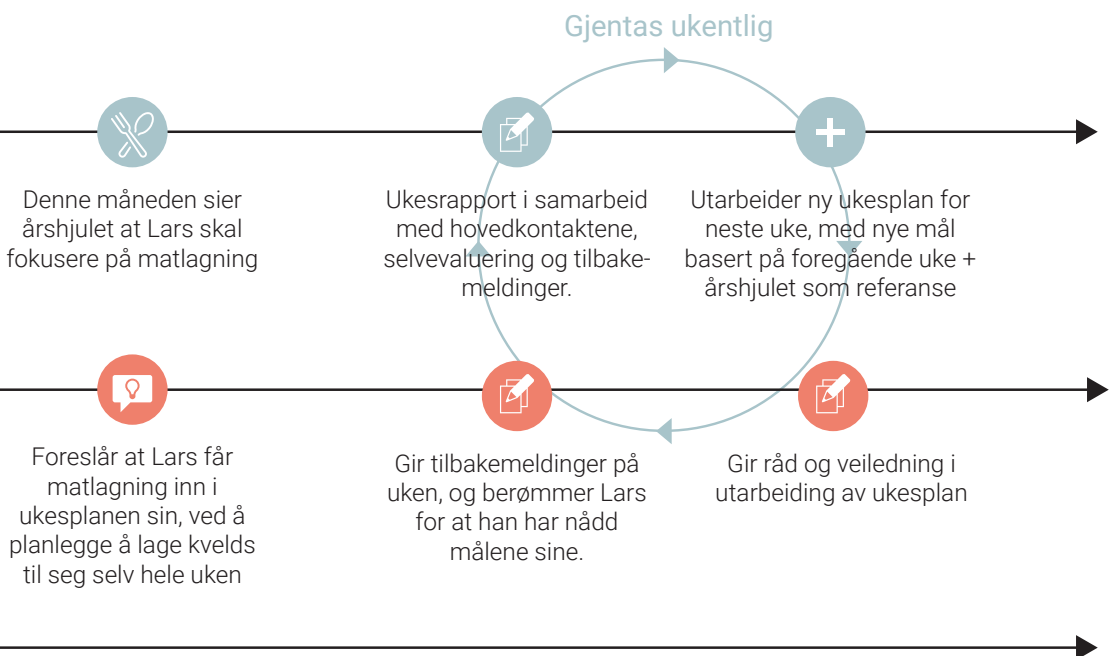 Gjentas ukentlig
Denne måneden sier
årshjulet at Lars skal
fokusere på matlagning
Ukesrapport i samarbeid
med hovedkontaktene,
selvevaluering og tilbake-
meldinger.
Utarbeider ny ukesplan for
neste uke, med nye mål
basert på foregående uke +
årshjulet som referanse
Foreslår at Lars får
matlagning inn i
ukesplanen sin, ved å
planlegge å lage kvelds
til seg selv hele uken
Gir tilbakemeldinger på
uken, og berømmer Lars
for at han har nådd
målene sine.
Gir råd og veiledning i
utarbeiding av ukesplan